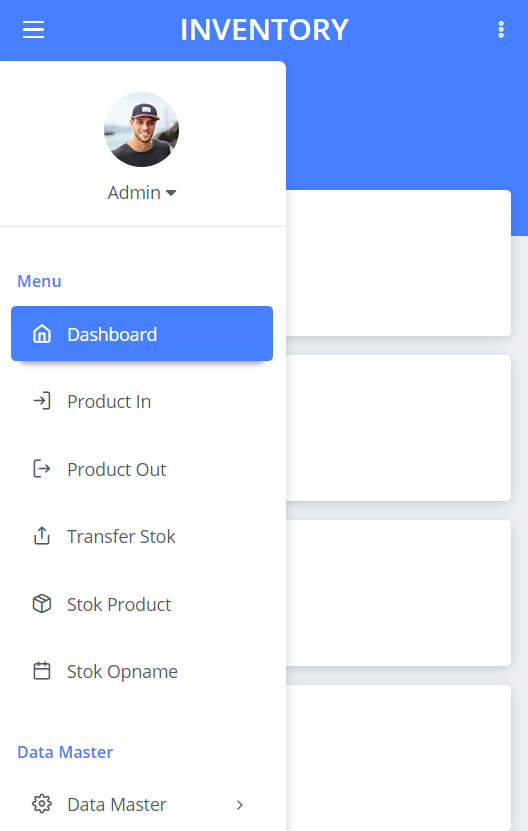 INVENTORY
Admin
Menu
Dashboard
Product In
Product Out
Transfer Stok
Stok Product
Stok Opname
Data Master
Data Master